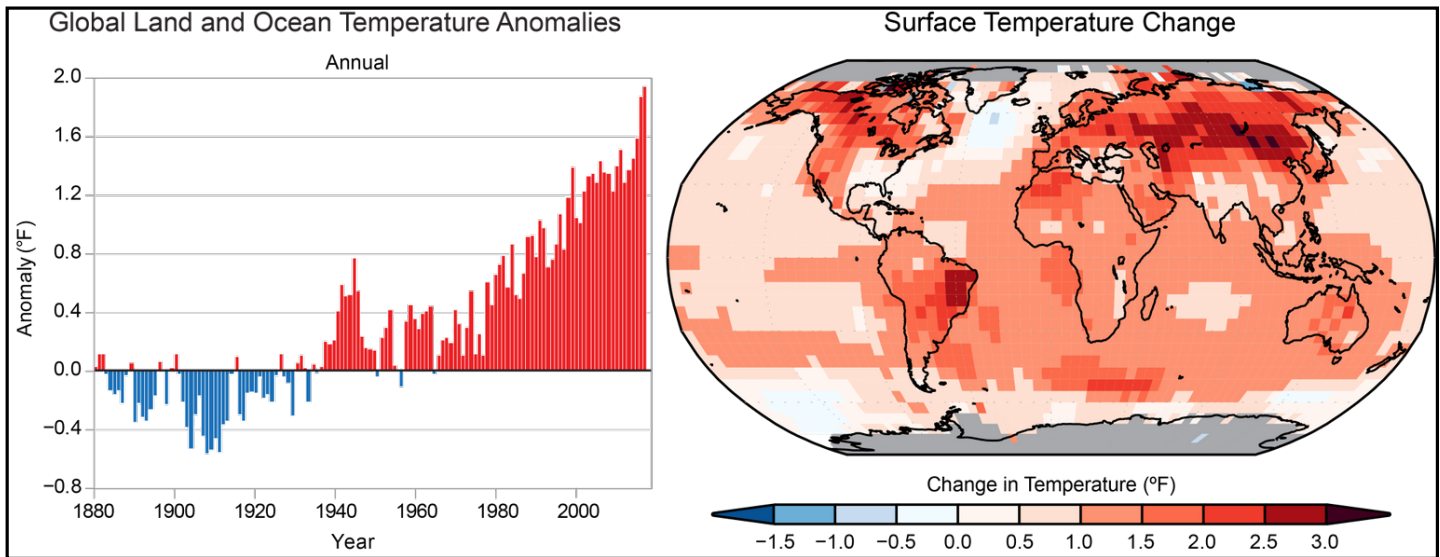 Global Land and Ocean Temperature Anomalies
Annual
2.0
1.6
1.2
0.8
0.4
0.0
−0.4
−0.8
Anomaly (°F)
1880 1900 1920 1940 1960 1980 2000
Year
Surface Temperature Change
Change in Temperature (ºF)
−1.5 −1.0 −0.5 0.0 0.5 1.0 1.5 2.0 2.5 3.0